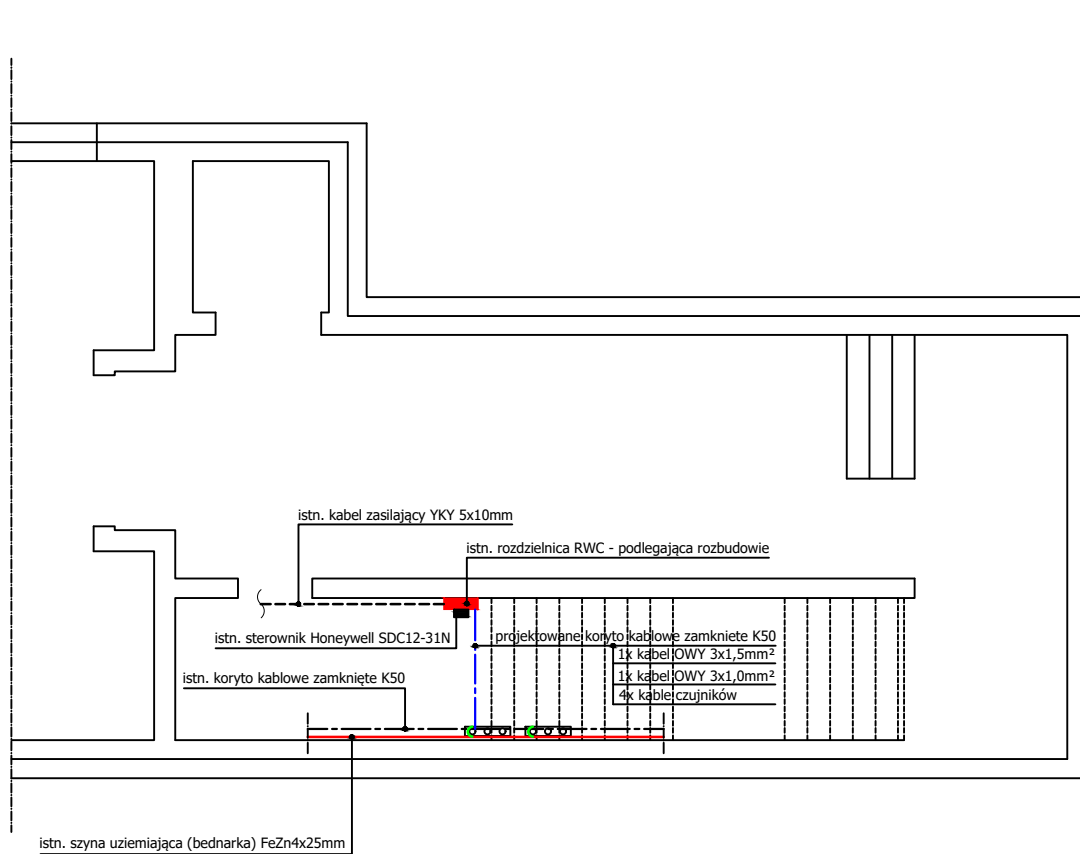 istn. kabel zasilający YKY 5x10mm
istn. rozdzielnica RWC - podlegająca rozbudowie
istn. sterownik Honeywell SDC12-31N
projektowane koryto kablowe zamkniete K50
1x kabel OWY 3x1,5mm²
1x kabel OWY 3x1,0mm²
4x kable czujników
istn. koryto kablowe zamknięte K50
istn. szyna uziemiająca (bednarka) FeZn4x25mm